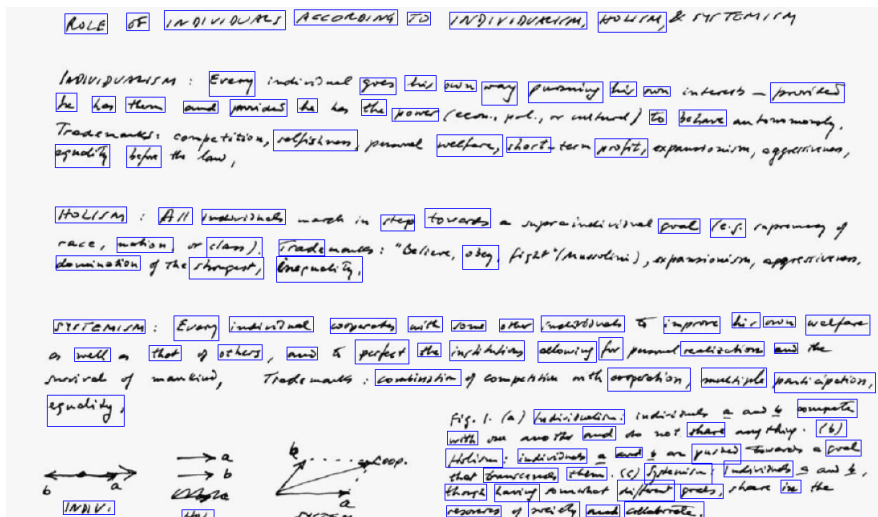 ROLE OF INDIVIDUALS ACCORDING TO INDIVIDUALISM, HOLISM, & SYSTEMISM
INDIVIDUALISM : Every individual goes his own way pursuing his own interests – provided
he has them and provided he has the power (econ., pol., or cultural) to behave autonomously.
Trademarks: competition, selfishness, personal welfare, short-term profit, expansionism, aggressiveness,
equality before the law,
HOLISM : All individuals march in step towards a supraindividual goal (e.g. supremacy of
race, nation, or class). Trademarks: "Believe, obey, fight" (Mussolini), expansionism, aggressiveness,
domination of the strongest, inequality.
SYSTEMISM : Every individual cooperates with some other individuals to improve his own welfare
as well as that of others, and to perfect the institutions allowing for personal realization and the
survival of mankind, Trademarks : combination of competition with cooperation, multiple participation,
equality.
Fig. 1. (a) Individualism: individuals a and b compete
with one another and do not share anything. (b)
Holism: individuals a and b are pushed towards a goal
that transcends them. (c) Systemism: Individuals a and b,
though having somewhat different goals, share in the
resources of society and collaborate.
b a
INDIV.
a
b
HOL.
b coop.
a
SYSTEM